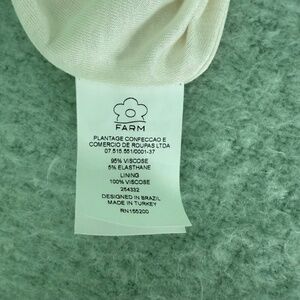 FARM
PLANTAGE CONFECCAO E
COMERCIO DE ROUPAS LTDA
07.515.551/0001-37
95% VISCOSE
5% ELASTHANE
LINING
100% VISCOSE
254332
DESIGNED IN BRAZIL
MADE IN TURKEY
RN155200